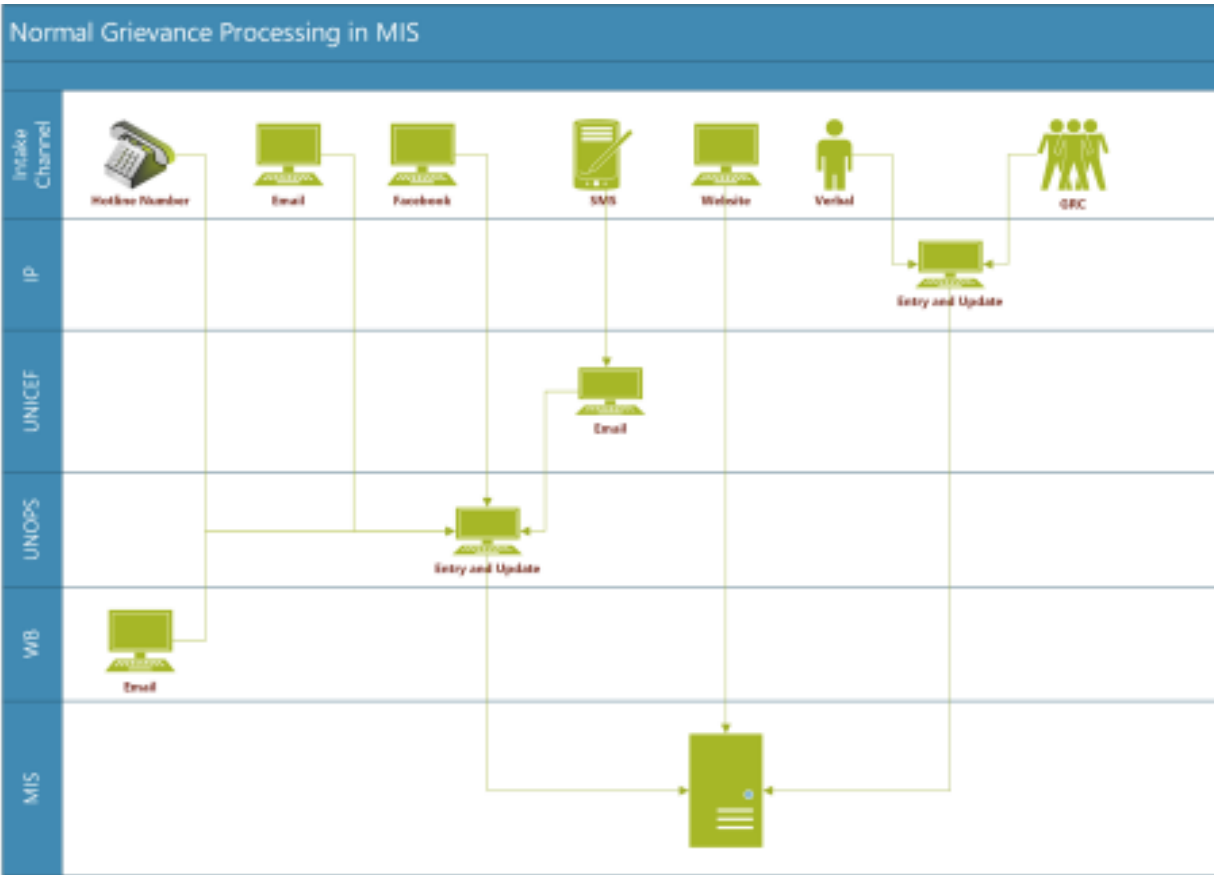 Normal Grievance Processing in MIS
Intake
Channel
Hotline Number
Email
Facebook
SMS
Website
Verbal
GRC
IP
Entry and Update
UNICEF
Email
UNOPS
Entry and Update
WB
Email
MIS